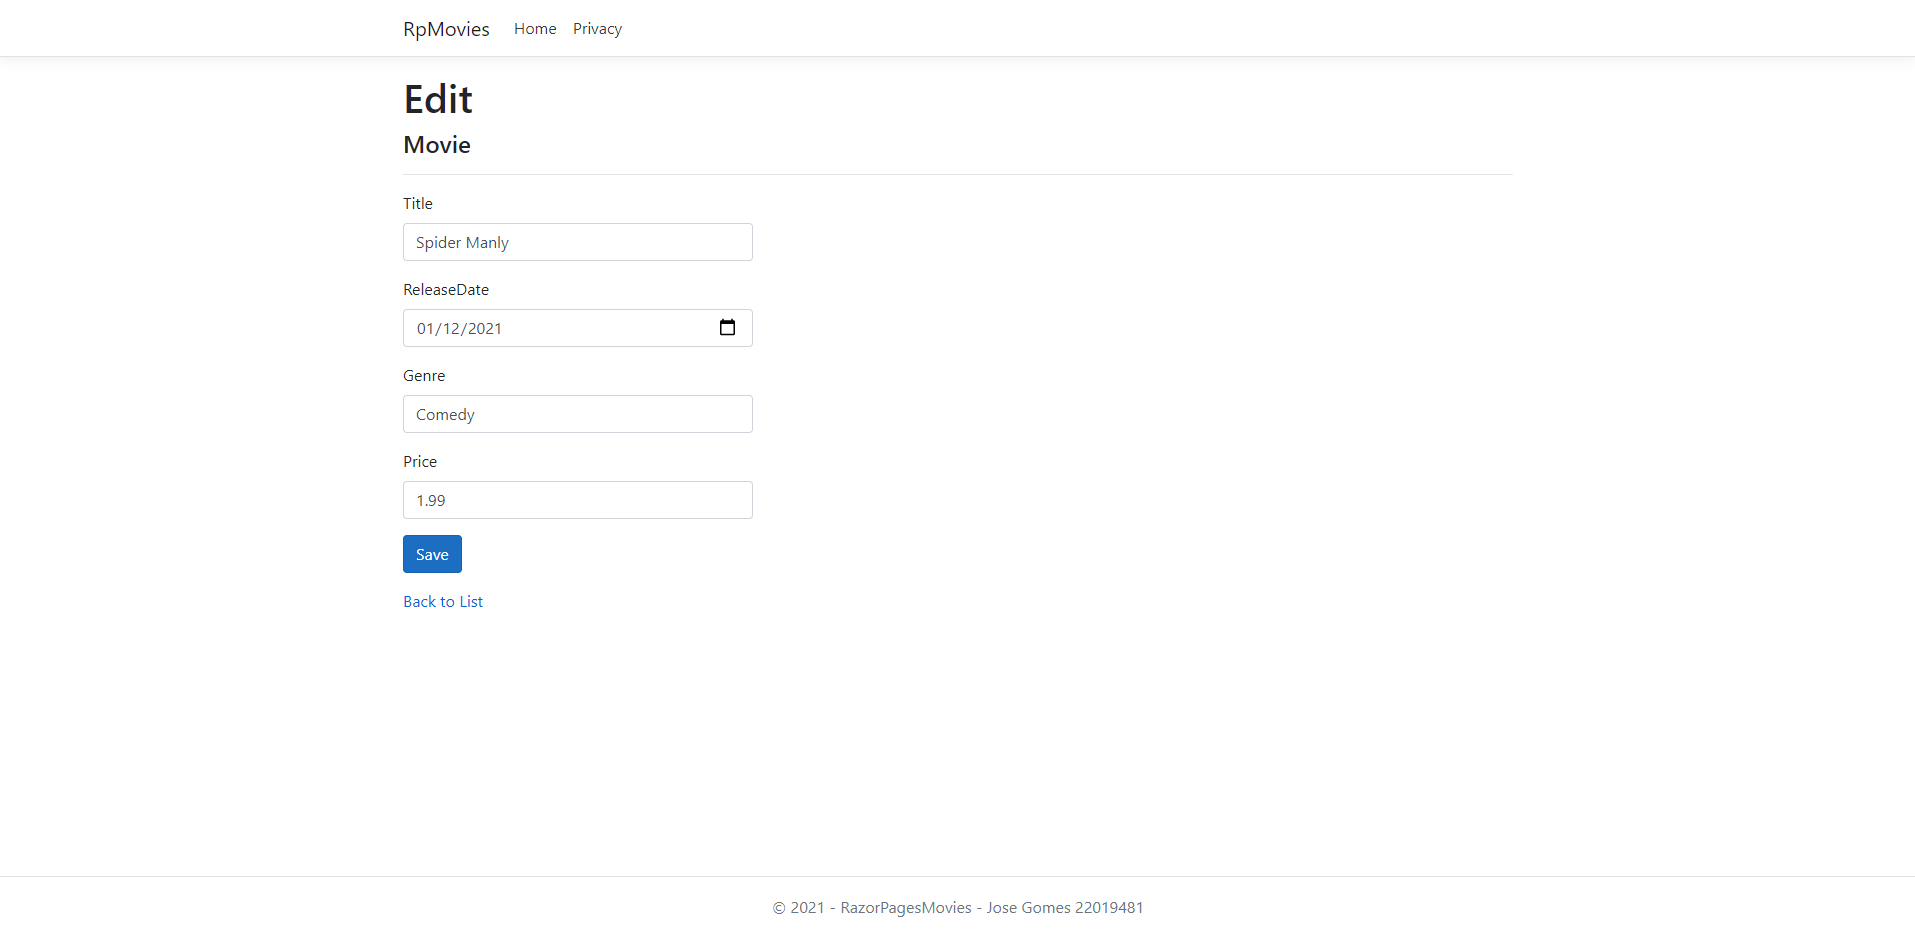 RpMovies Home Privacy
Edit
Movie
Title
Spider Manly
ReleaseDate
01/12/2021
Genre
Comedy
Price
1.99
Save
Back to List
© 2021 - RazorPagesMovies - Jose Gomes 22019481